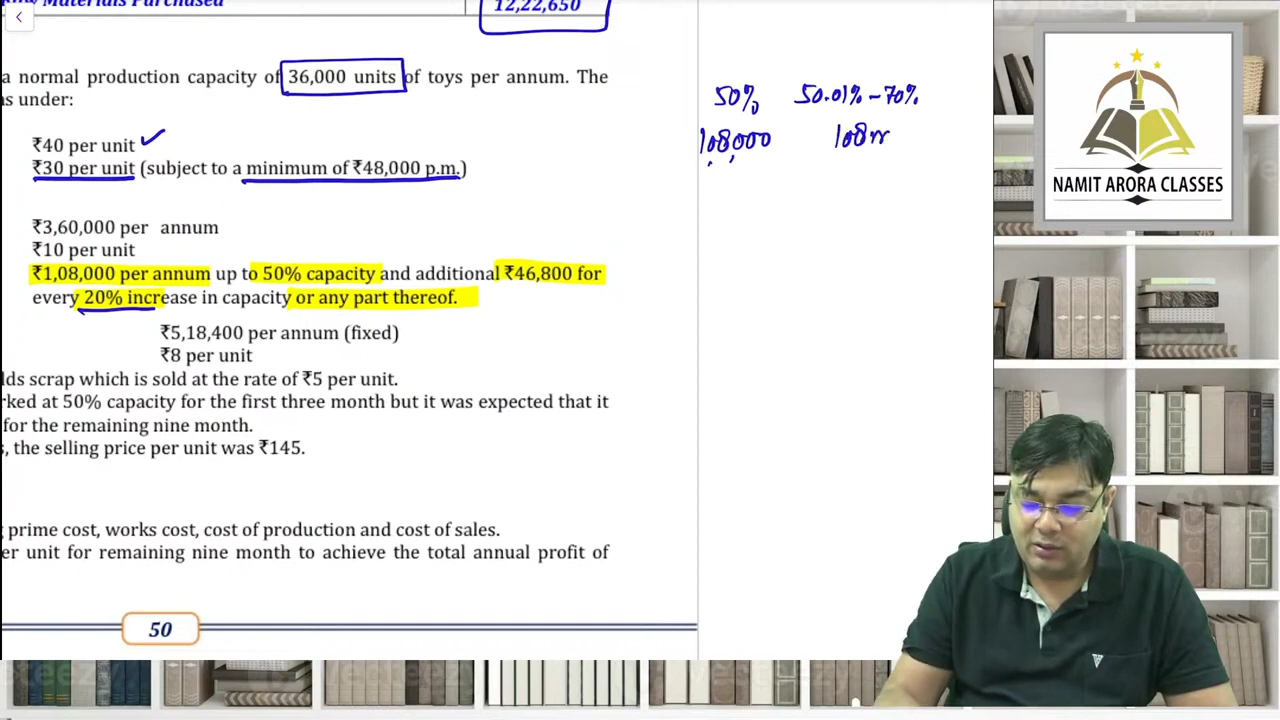 Raw Materials Purchased
12,22,650
a normal production capacity of 36,000 units of toys per annum. The
s under:
₹40 per unit
₹30 per unit (subject to a minimum of ₹48,000 p.m.)
₹3,60,000 per annum
₹10 per unit
₹1,08,000 per annum up to 50% capacity and additional ₹46,800 for
every 20% increase in capacity or any part thereof.
₹5,18,400 per annum (fixed)
₹8 per unit
lds scrap which is sold at the rate of ₹5 per unit.
rked at 50% capacity for the first three month but it was expected that it
for the remaining nine month.
s, the selling price per unit was ₹145.
prime cost, works cost, cost of production and cost of sales.
er unit for remaining nine month to achieve the total annual profit of
50
50% 50.01% - 70%
108,000 108
NAMIT ARORA CLASSES